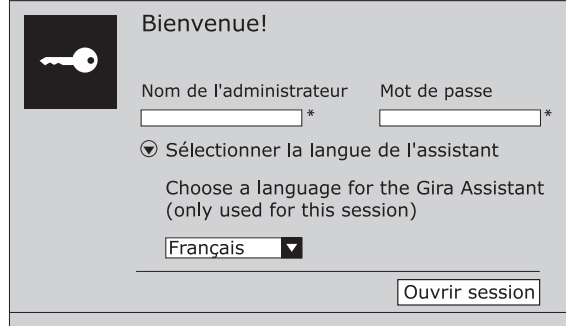 Bienvenue!
Nom de l'administrateur Mot de passe
* *
Sélectionner la langue de l'assistant
Choose a language for the Gira Assistant
(only used for this session)
Français
Ouvrir session